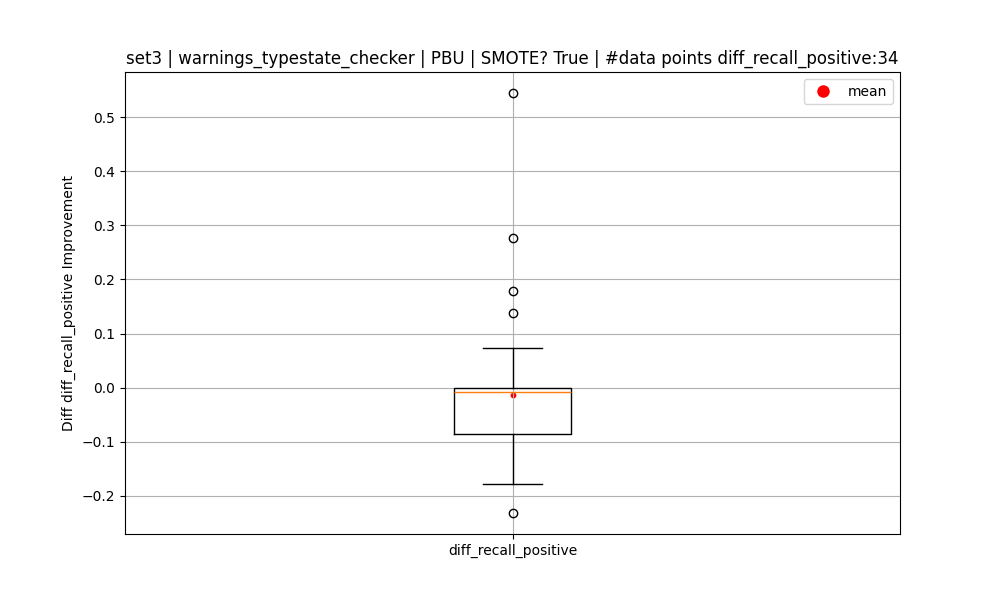 set3 | warnings_typestate_checker | PBU | SMOTE? True | #data points diff_recall_positive:34
mean
Diff diff_recall_positive Improvement
0.5
0.4
0.3
0.2
0.1
0.0
−0.1
−0.2
diff_recall_positive